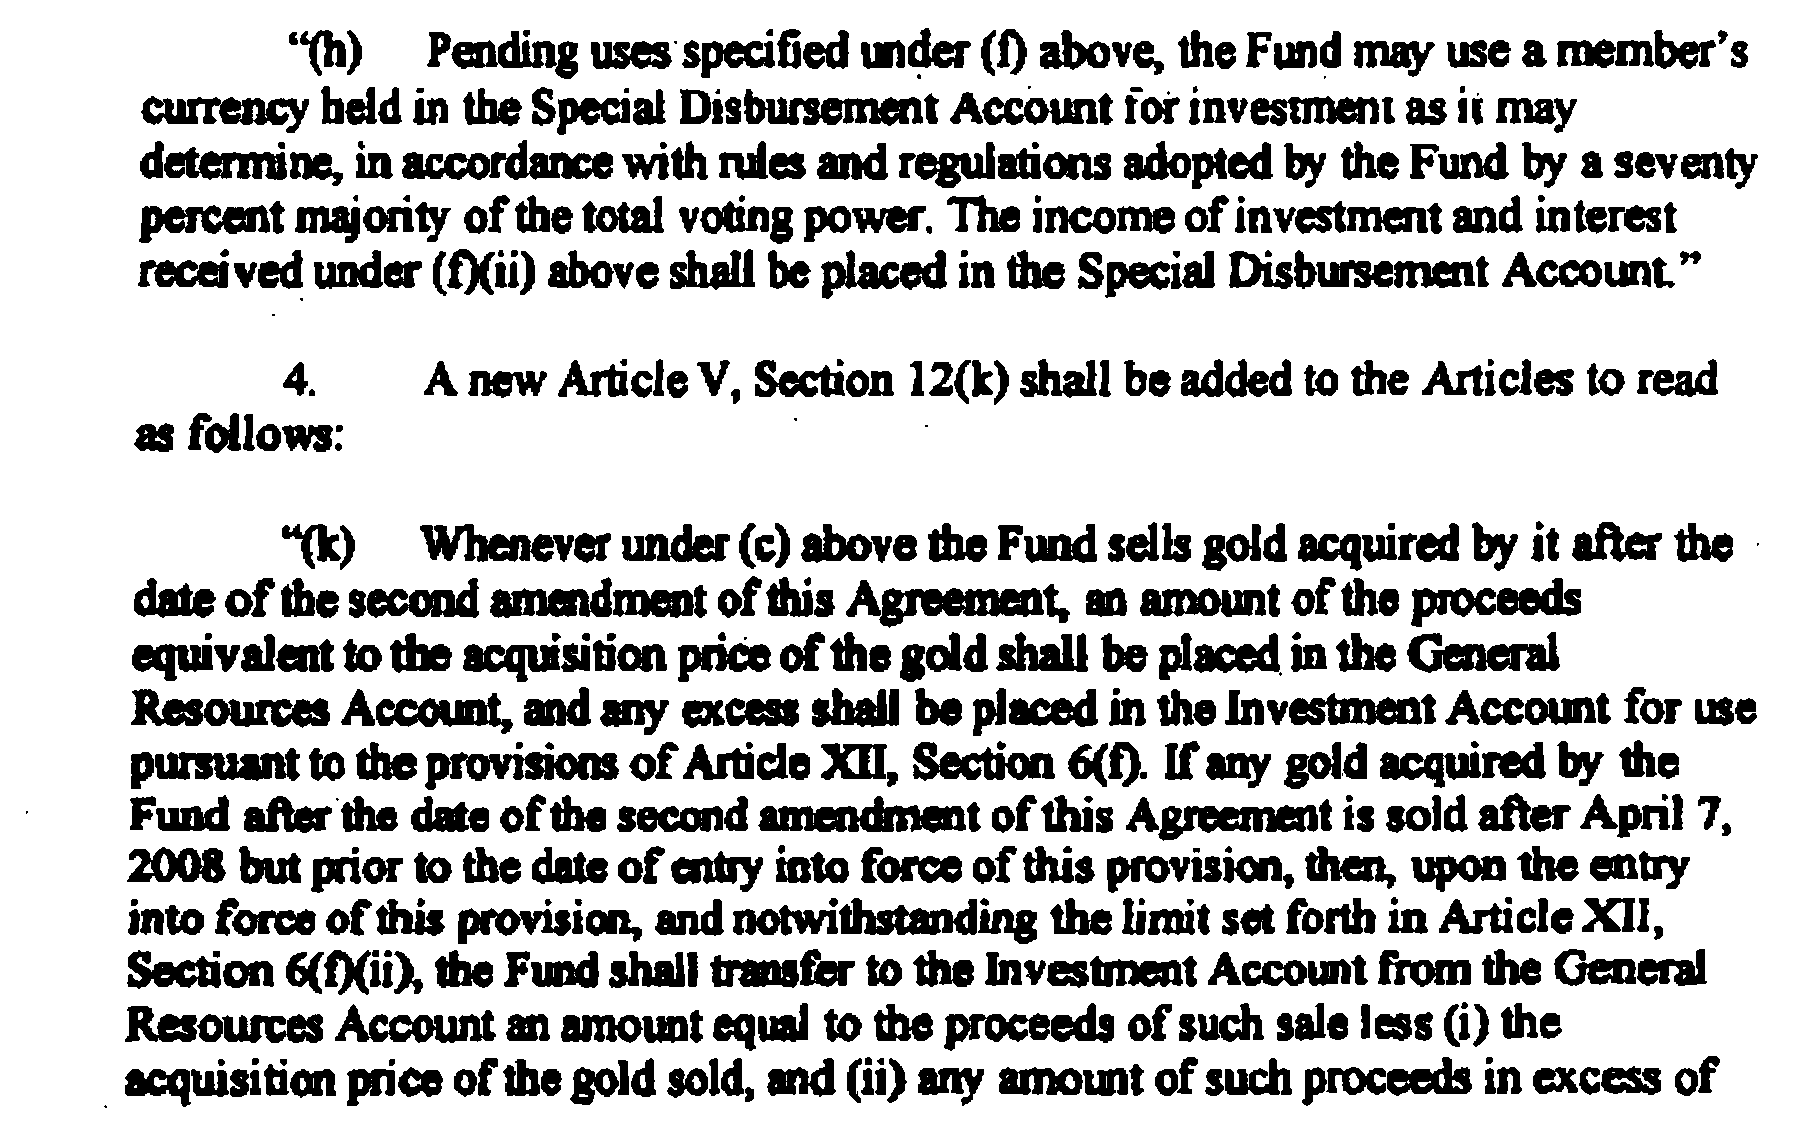 “(h) Pending uses specified under (f) above, the Fund may use a member’s
currency held in the Special Disbursement Account for investment as it may
determine, in accordance with rules and regulations adopted by the Fund by a seventy
percent majority of the total voting power. The income of investment and interest
received under (f)(ii) above shall be placed in the Special Disbursement Account.”
4. A new Article V, Section 12(k) shall be added to the Articles to read
as follows:
“(k) Whenever under (c) above the Fund sells gold acquired by it after the
date of the second amendment of this Agreement, an amount of the proceeds
equivalent to the acquisition price of the gold shall be placed in the General
Resources Account, and any excess shall be placed in the Investment Account for use
pursuant to the provisions of Article XII, Section 6(f). If any gold acquired by the
Fund after the date of the second amendment of this Agreement is sold after April 7,
2008 but prior to the date of entry into force of this provision, then, upon the entry
into force of this provision, and notwithstanding the limit set forth in Article XII,
Section 6(f)(ii), the Fund shall transfer to the Investment Account from the General
Resources Account an amount equal to the proceeds of such sale less (i) the
acquisition price of the gold sold, and (ii) any amount of such proceeds in excess of